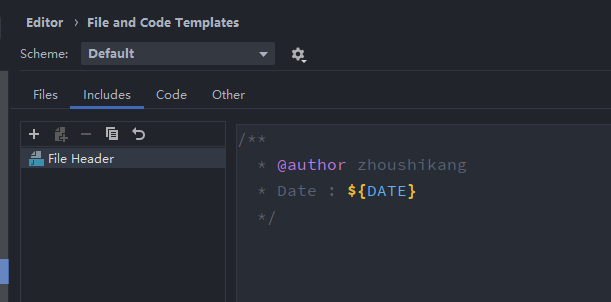 Editor › File and Code Templates
Scheme: Default
Files Includes Code Other
File Header
/**
* @author zhoushikang
* Date : ${DATE}
*/